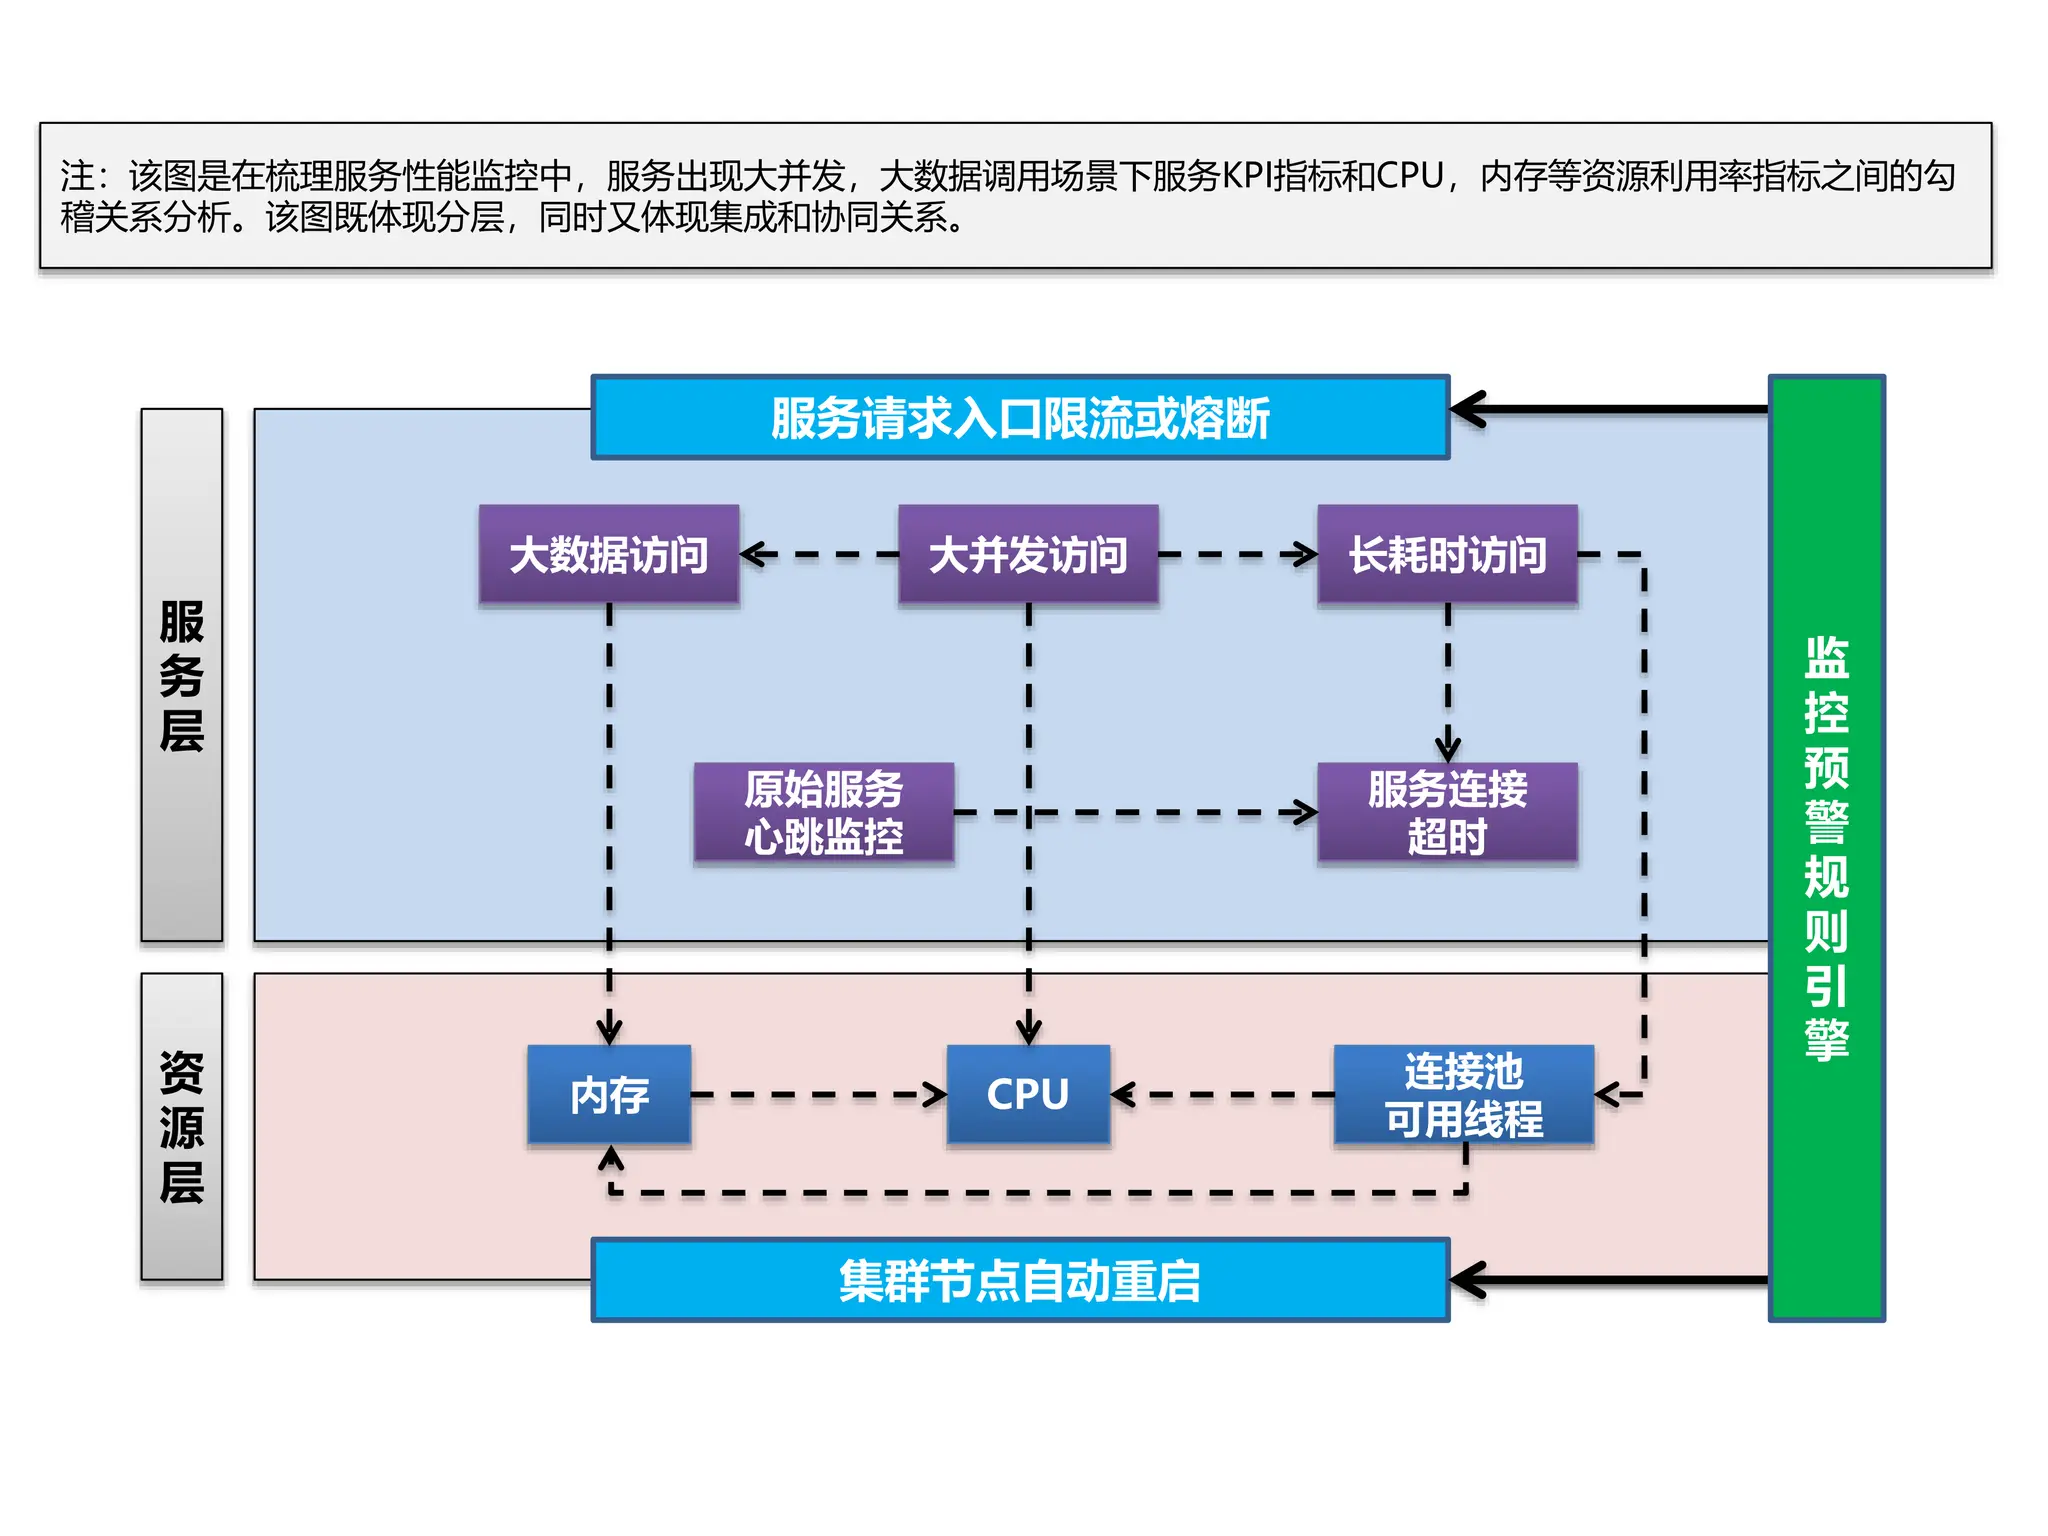 注：该图是在梳理服务性能监控中，服务出现大并发，大数据调用场景下服务KPI指标和CPU，内存等资源利用率指标之间的勾
稽关系分析。该图既体现分层，同时又体现集成和协同关系。
服务请求入口限流或熔断
服务层
大数据访问
大并发访问
长耗时访问
原始服务
心跳监控
服务连接
超时
监控预警规则引擎
资源层
内存
CPU
连接池
可用线程
集群节点自动重启